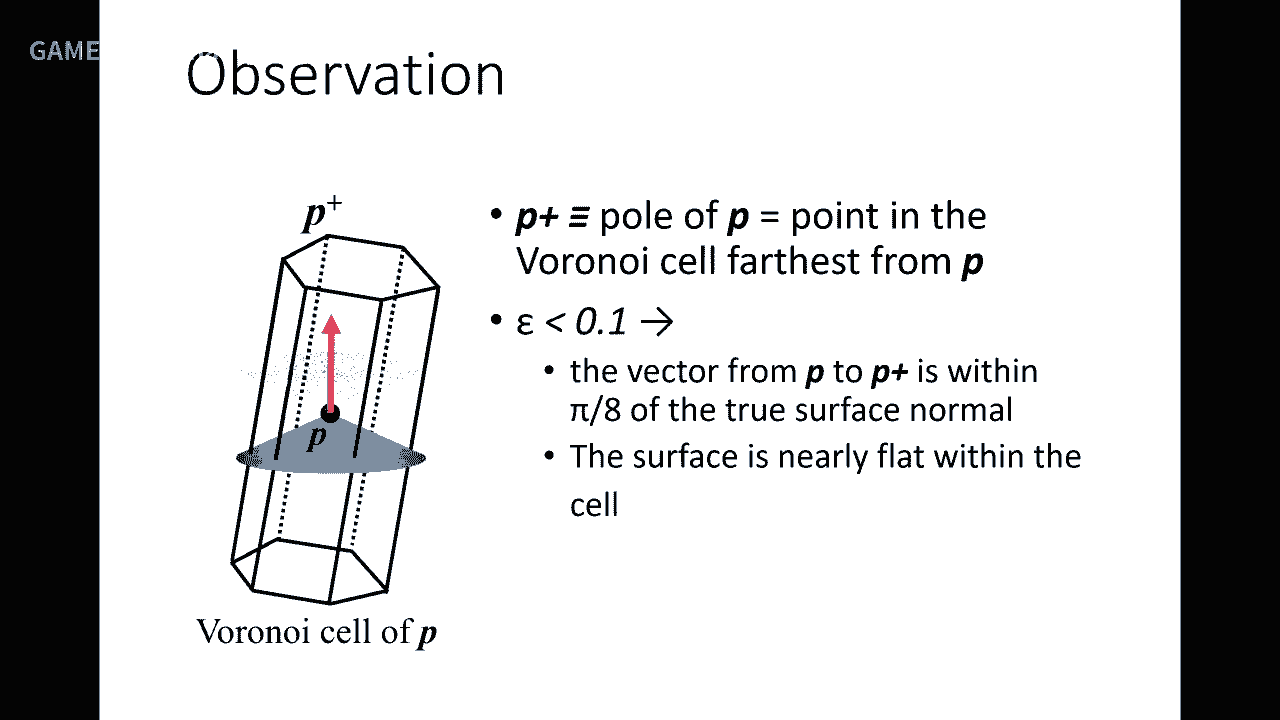 GAME
Observation
p+
• p+ ≡ pole of p = point in the
Voronoi cell farthest from p
• ε < 0.1 →
• the vector from p to p+ is within
π/8 of the true surface normal
p
• The surface is nearly flat within the
cell
Voronoi cell of p